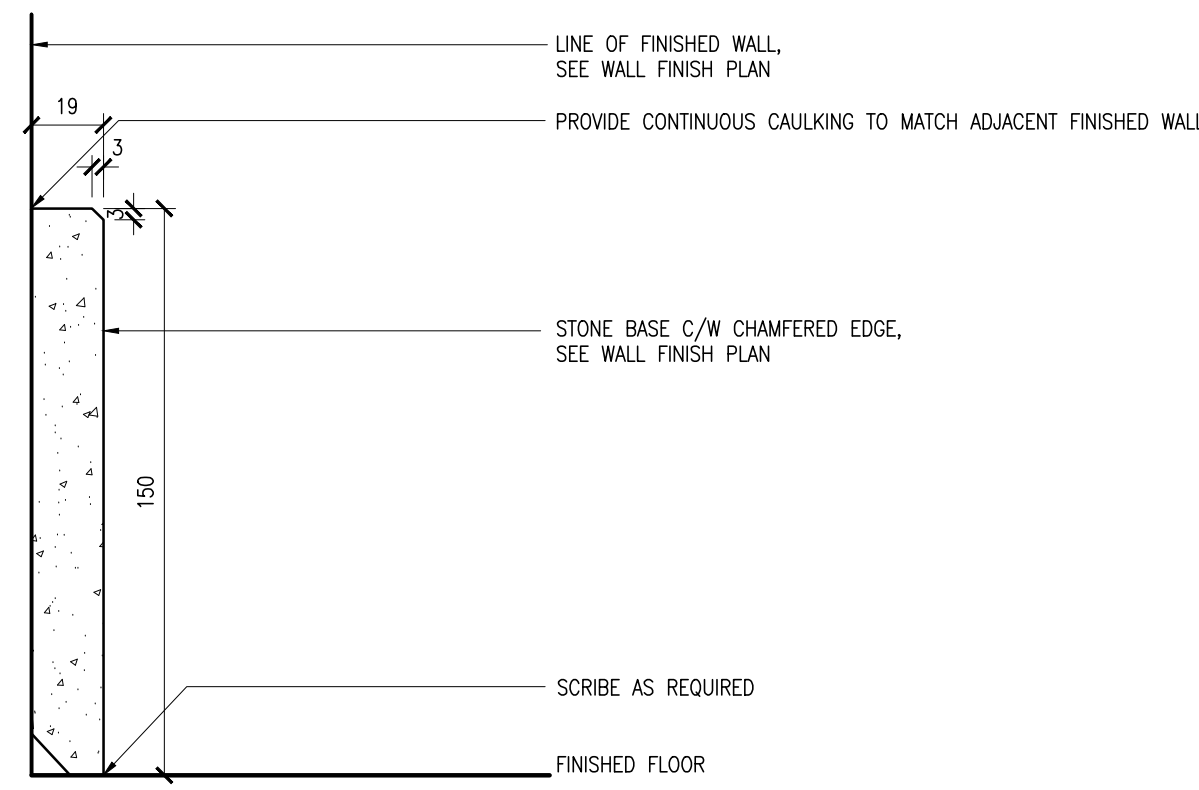 LINE OF FINISHED WALL,
SEE WALL FINISH PLAN
19
PROVIDE CONTINUOUS CAULKING TO MATCH ADJACENT FINISHED WALL
3
3
STONE BASE C/W CHAMFERED EDGE,
SEE WALL FINISH PLAN
150
SCRIBE AS REQUIRED
FINISHED FLOOR